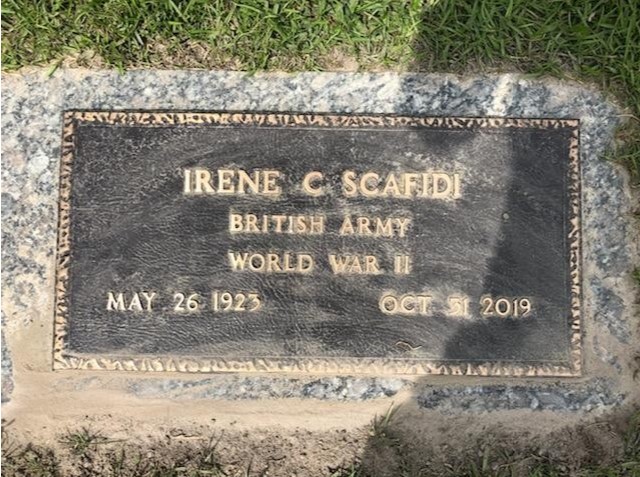 IRENE C SCAFIDI
BRITISH ARMY
WORLD WAR II
MAY 26 1923 OCT 31 2019